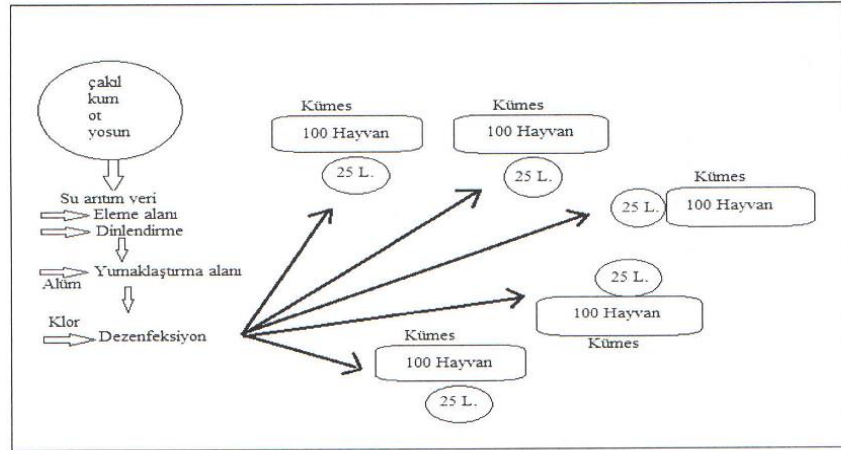 çakıl
kum
ot
yosun
Su arıtım veri
Eleme alanı
Dinlendirme
Yumaklaştırma alanı
Alüm
Klor
Dezenfeksiyon
Kümes
100 Hayvan
25 L.
Kümes
100 Hayvan
25 L.
Kümes
25 L.
100 Hayvan
25 L.
100 Hayvan
Kümes
Kümes
100 Hayvan
25 L.